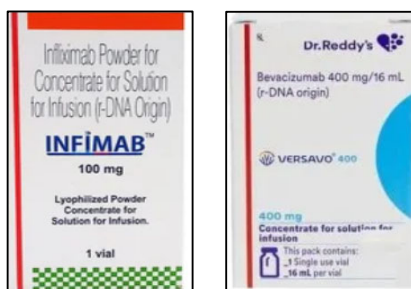 Infliximab Powder for
Concentrate for Solution
for Infusion (r-DNA Origin)
INFIMAB™
100 mg
Lyophilized Powder
Concentrate for
Solution for Infusion.
1 vial
Dr.Reddy's
Bevacizumab 400 mg/16 mL
(r-DNA origin)
VERSAVO® 400
400 mg
Concentrate for solution for
infusion
This pack contains:
_1 Single use vial
_16 mL per vial